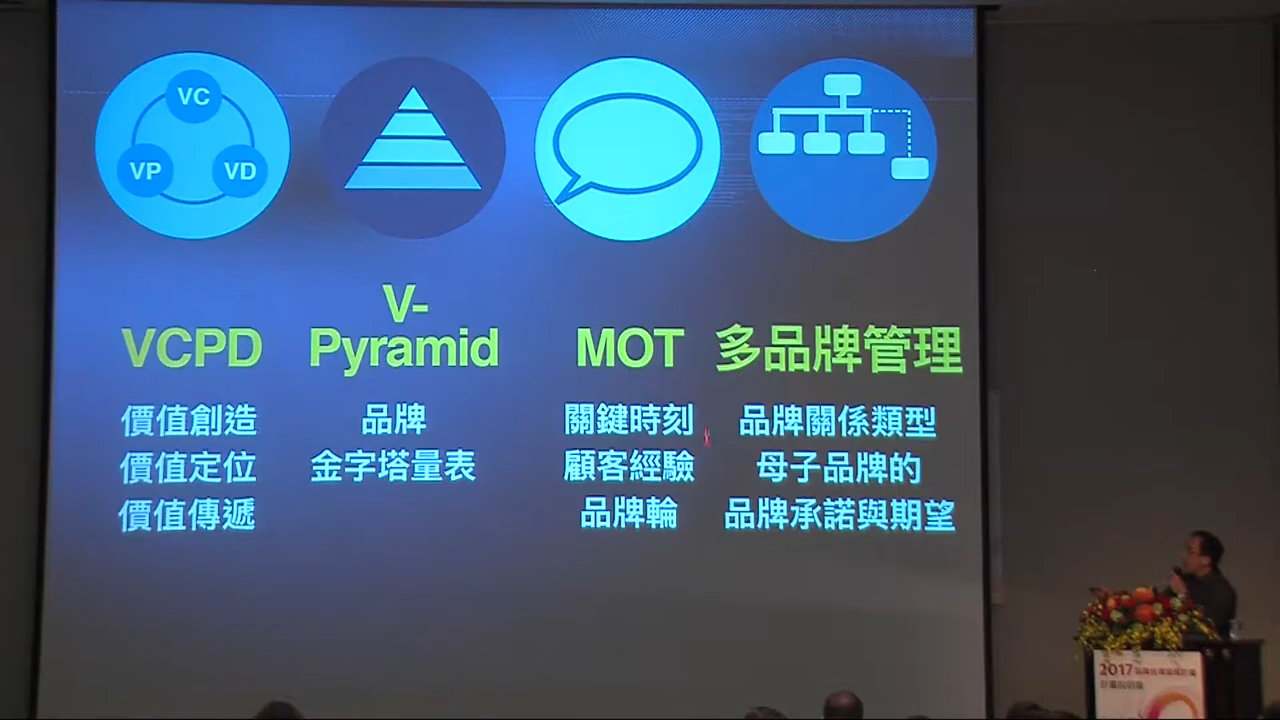 VC
VP
VD
VCPD
價值創造
價值定位
價值傳遞
V-
Pyramid
品牌
金字塔量表
MOT
關鍵時刻
顧客經驗
品牌輪
多品牌管理
品牌關係類型
母子品牌的
品牌承諾與期望
2017